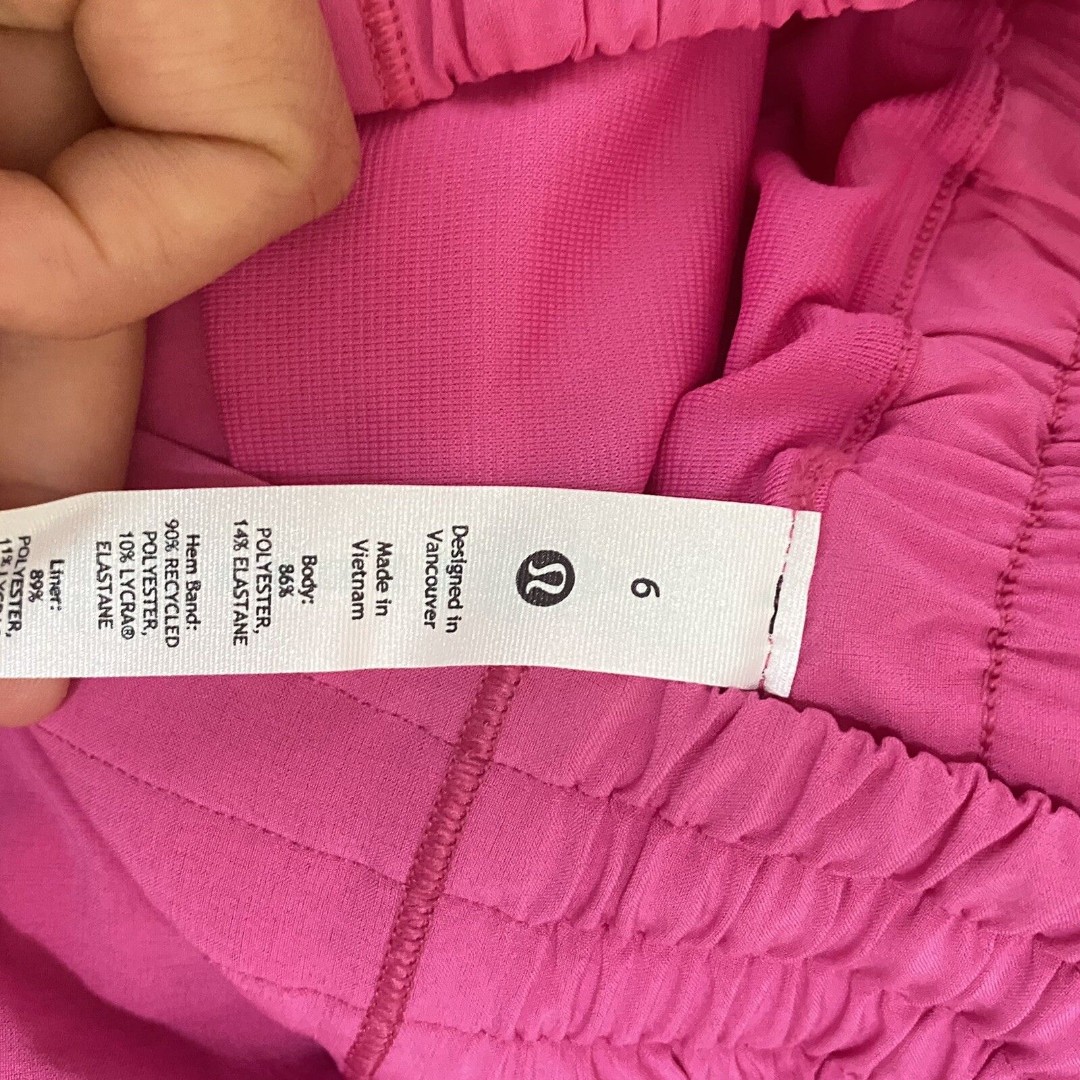 6
Designed in
Vancouver
Made in
Vietnam
Body:
86%
POLYESTER,
14% ELASTANE
Hem Band:
90% RECYCLED
POLYESTER,
10% LYCRA®
ELASTANE
Liner:
89%
POLYESTER,
11%